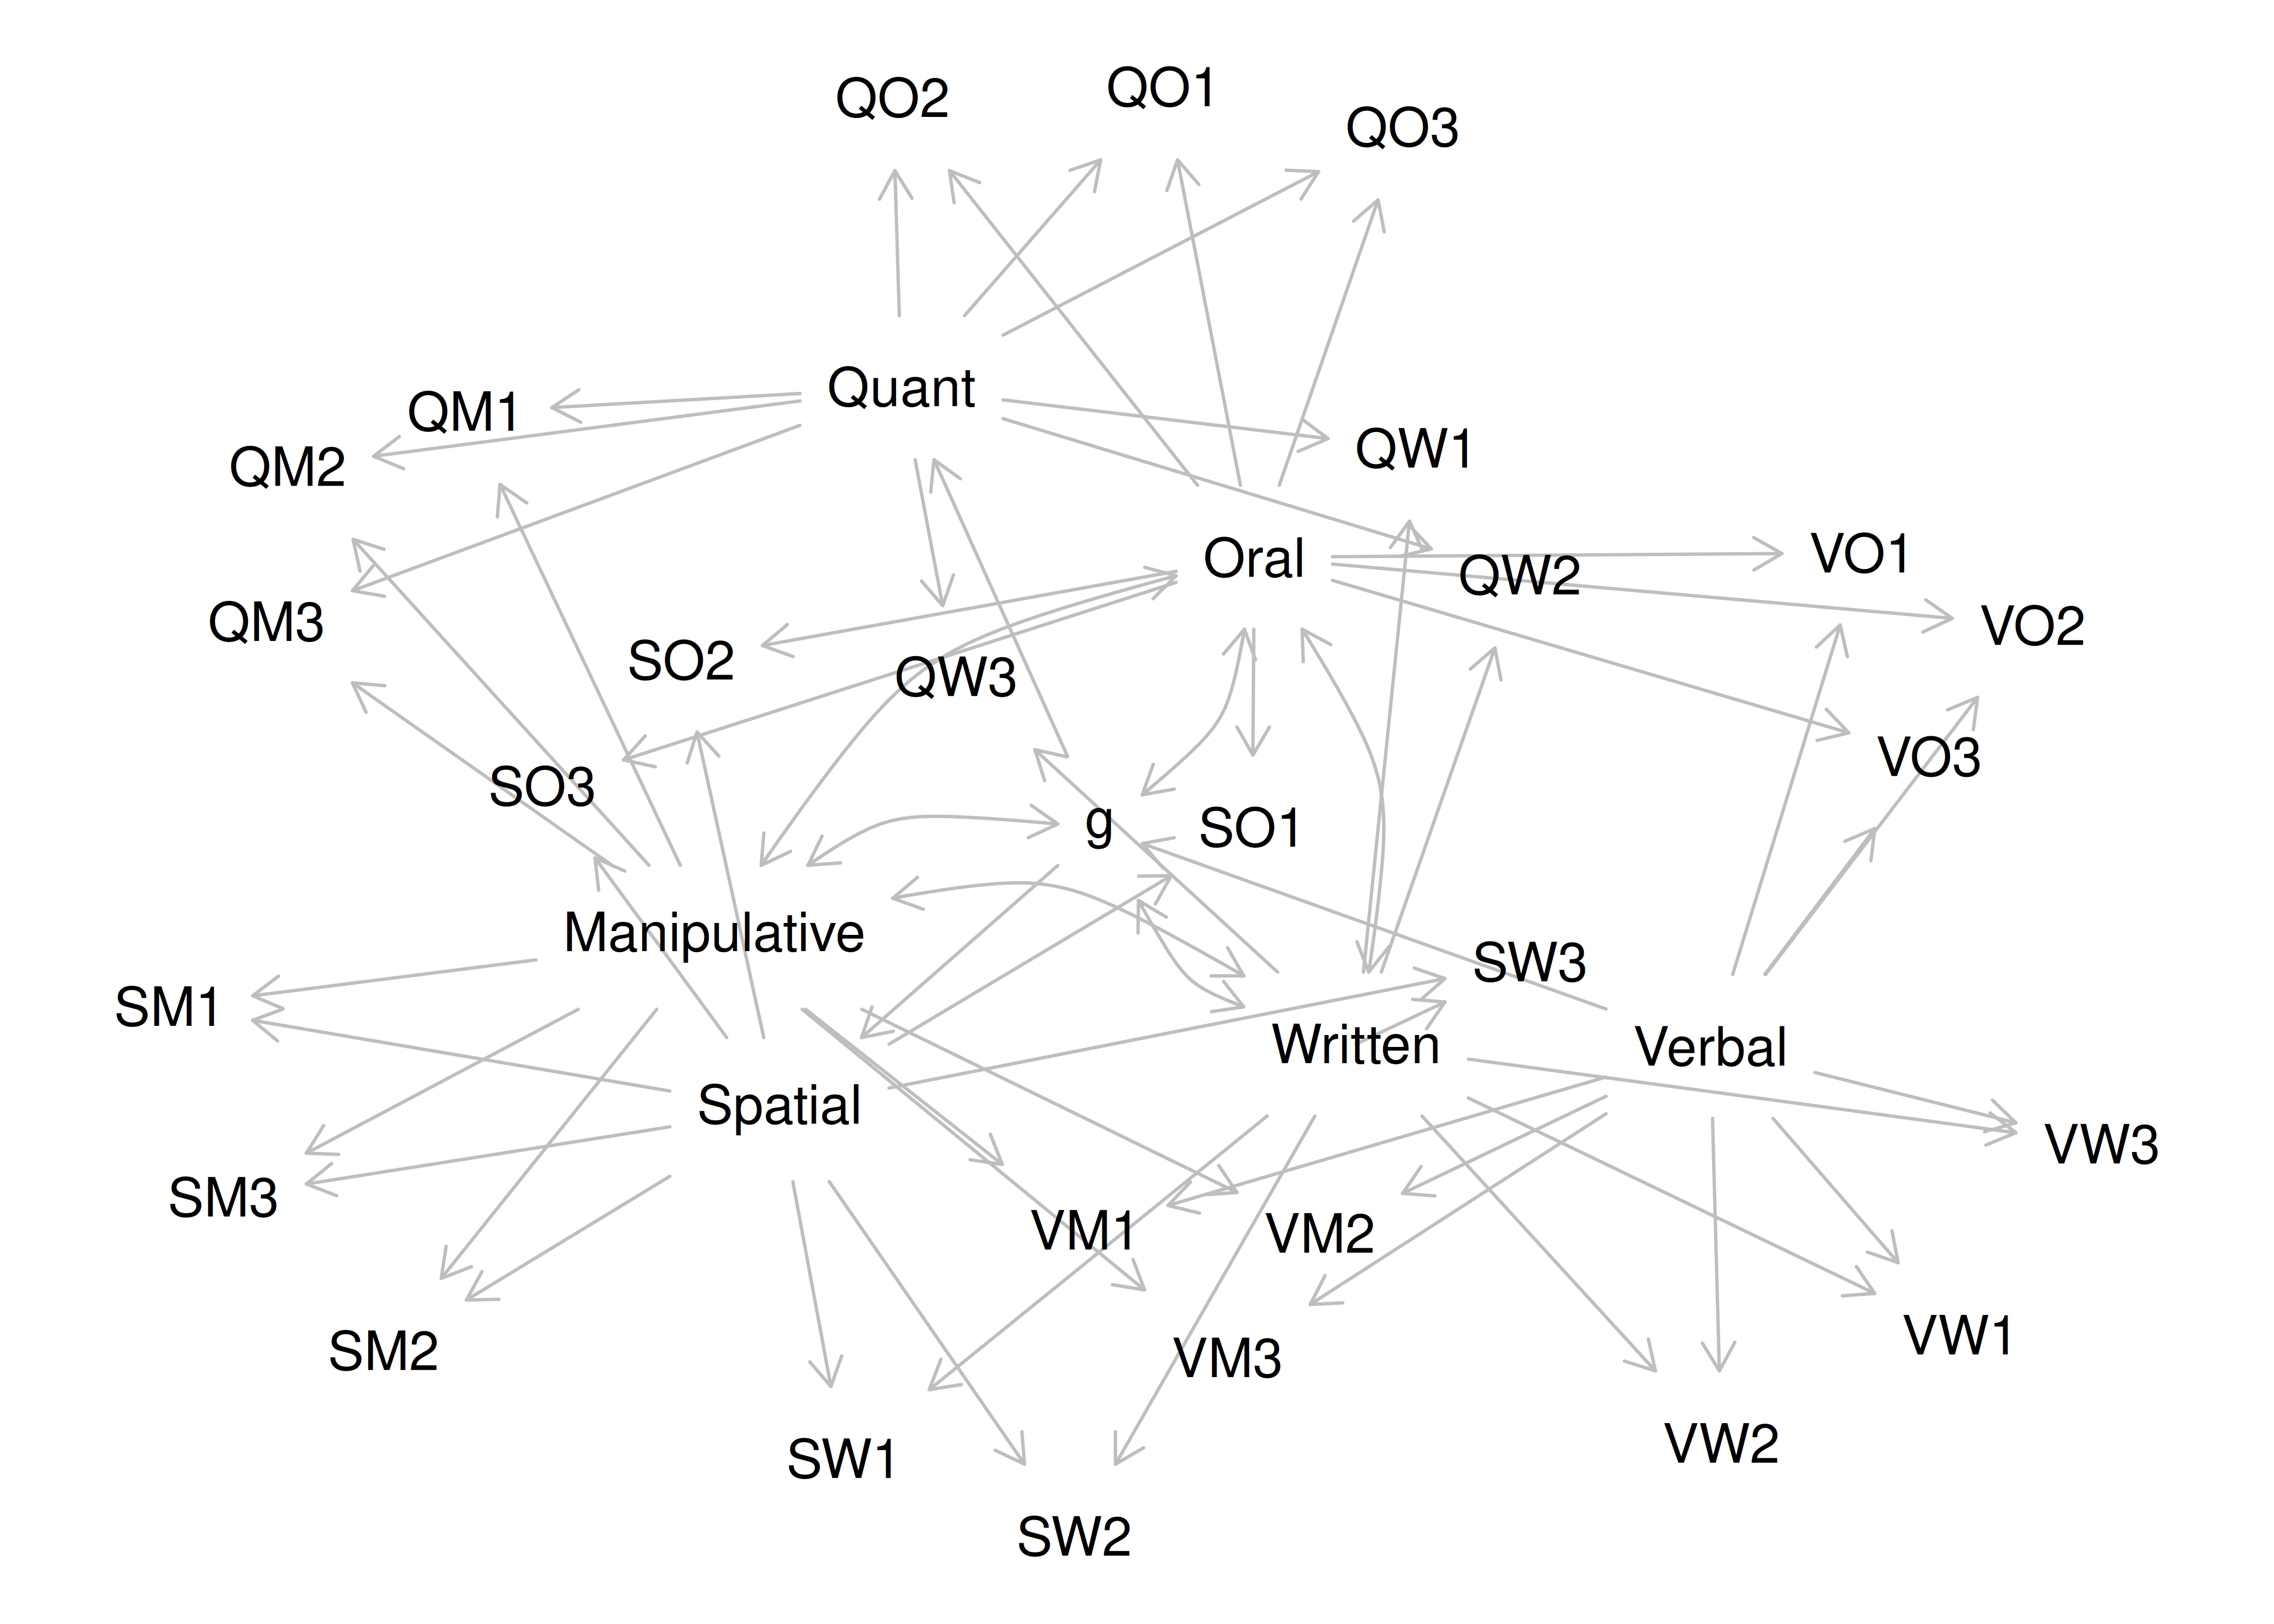 QO1
QO2
QO3
Quant
QM1
QW1
QM2
VO1
Oral
QW2
QM3
VO2
SO2
QW3
VO3
SO3
g
SO1
Manipulative
SW3
SM1
Written
Verbal
Spatial
VW3
SM3
VM1
VM2
VW1
SM2
VM3
VW2
SW1
SW2